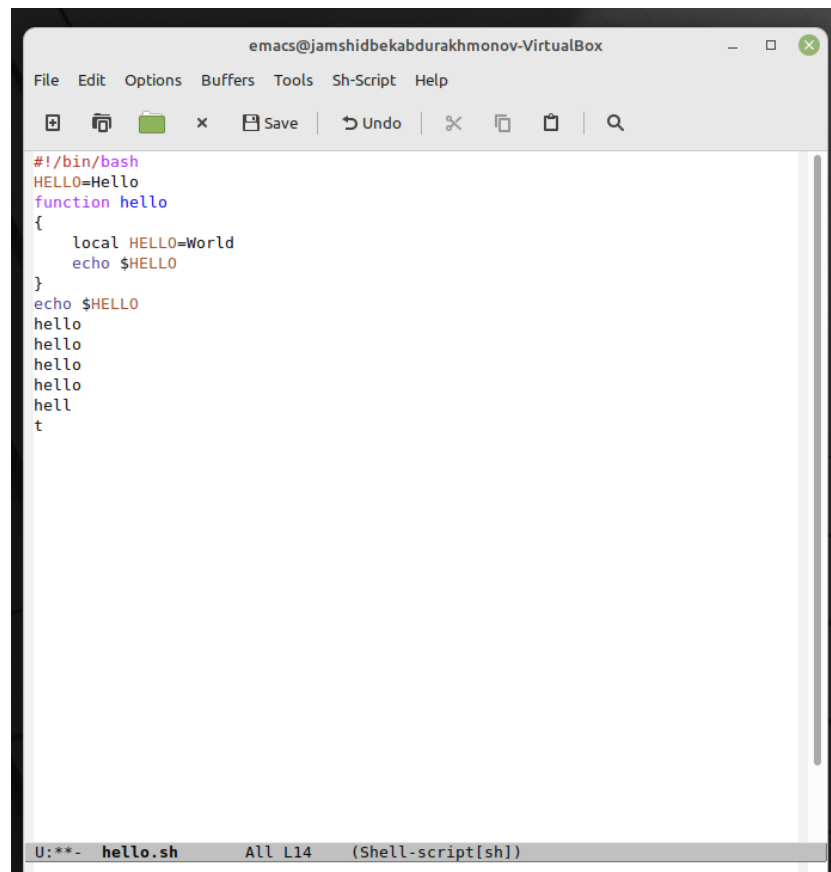 emacs@jamshidbekabdurakhmonov-VirtualBox
File Edit Options Buffers Tools Sh-Script Help
Save Undo
#!/bin/bash
HELLO=Hello
function hello
{
    local HELLO=World
    echo $HELLO
}
echo $HELLO
hello
hello
hello
hello
hell
t
U:**-  hello.sh       All L14    (Shell-script[sh])